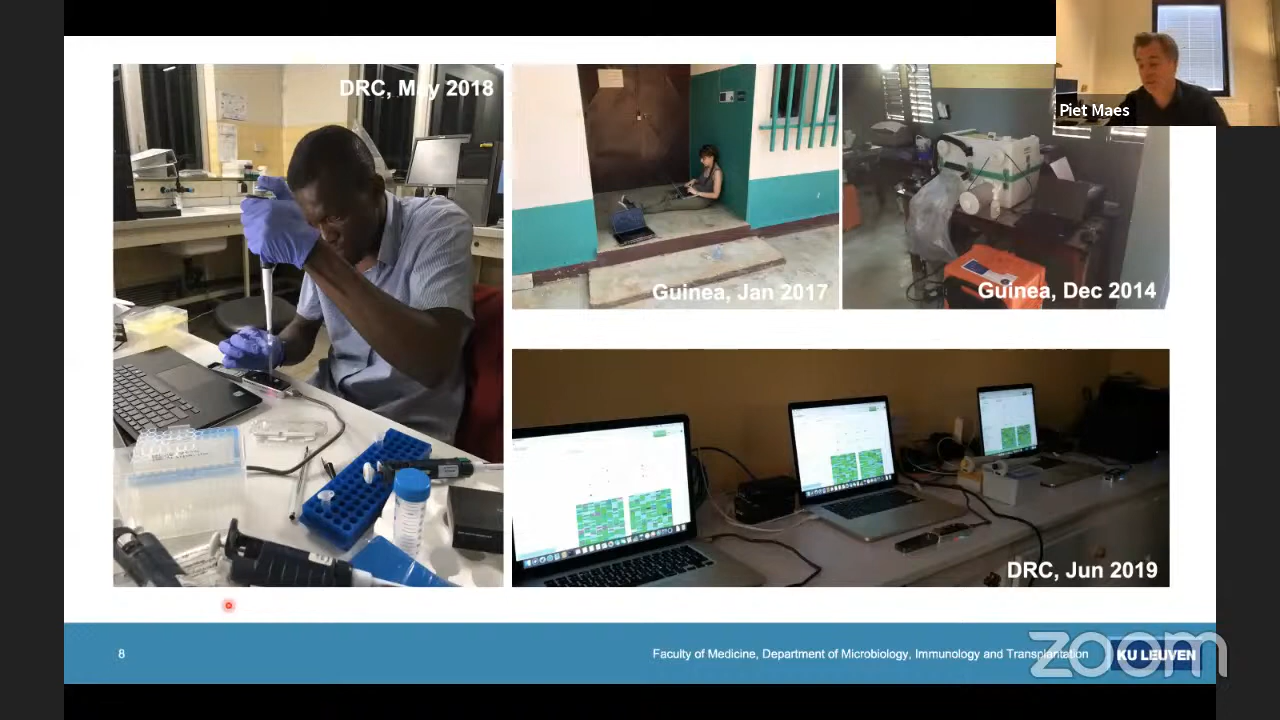 DRC, May 2018
Guinea, Jan 2017
Guinea, Dec 2014
Piet Maes
DRC, Jun 2019
8
Faculty of Medicine, Department of Microbiology, Immunology and Transplantation
KU LEUVEN
zoom